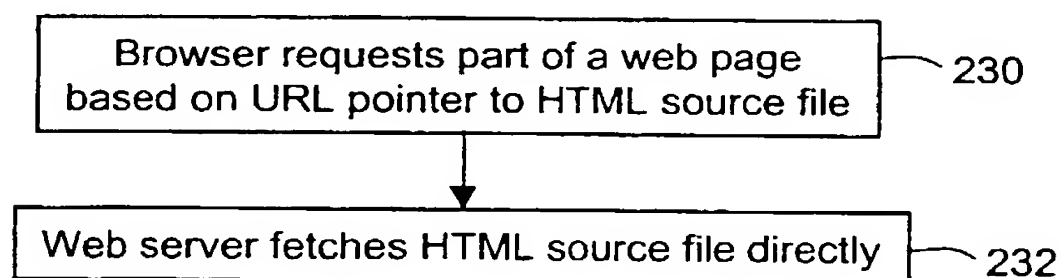 Browser requests part of a web page
based on URL pointer to HTML source file
230
Web server fetches HTML source file directly
232